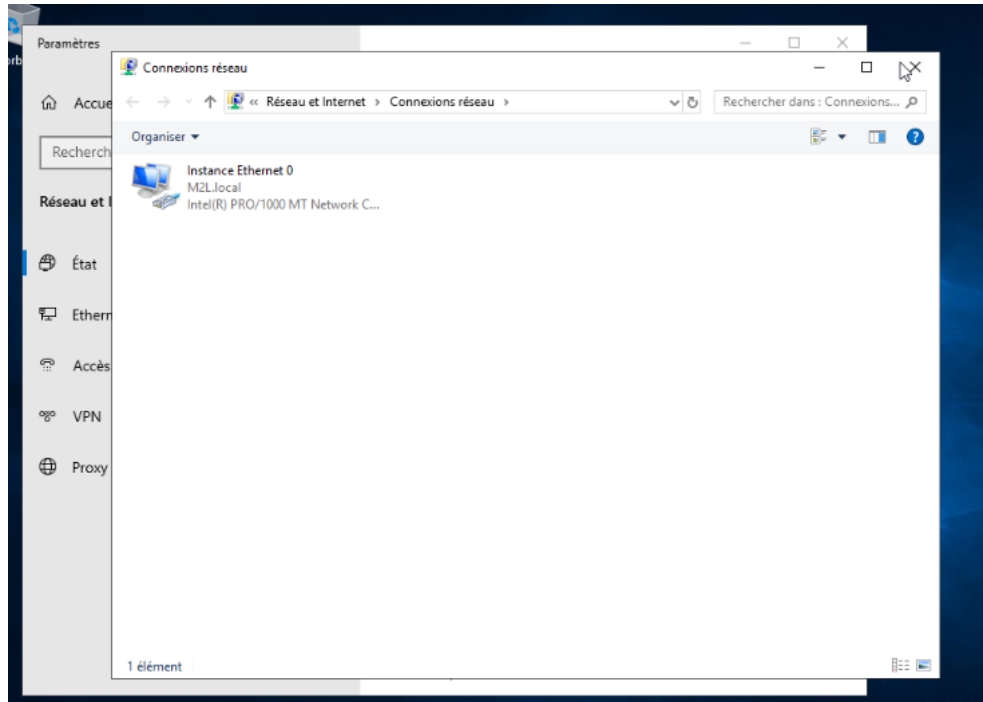 Paramètres
Connexions réseau
Accue
« Réseau et Internet > Connexions réseau >
Rechercher dans : Connexions...
Recherch
Organiser
Instance Ethernet 0
M2L.local
Intel(R) PRO/1000 MT Network C...
Réseau et I
État
Ethern
Accès
VPN
Proxy
1 élément